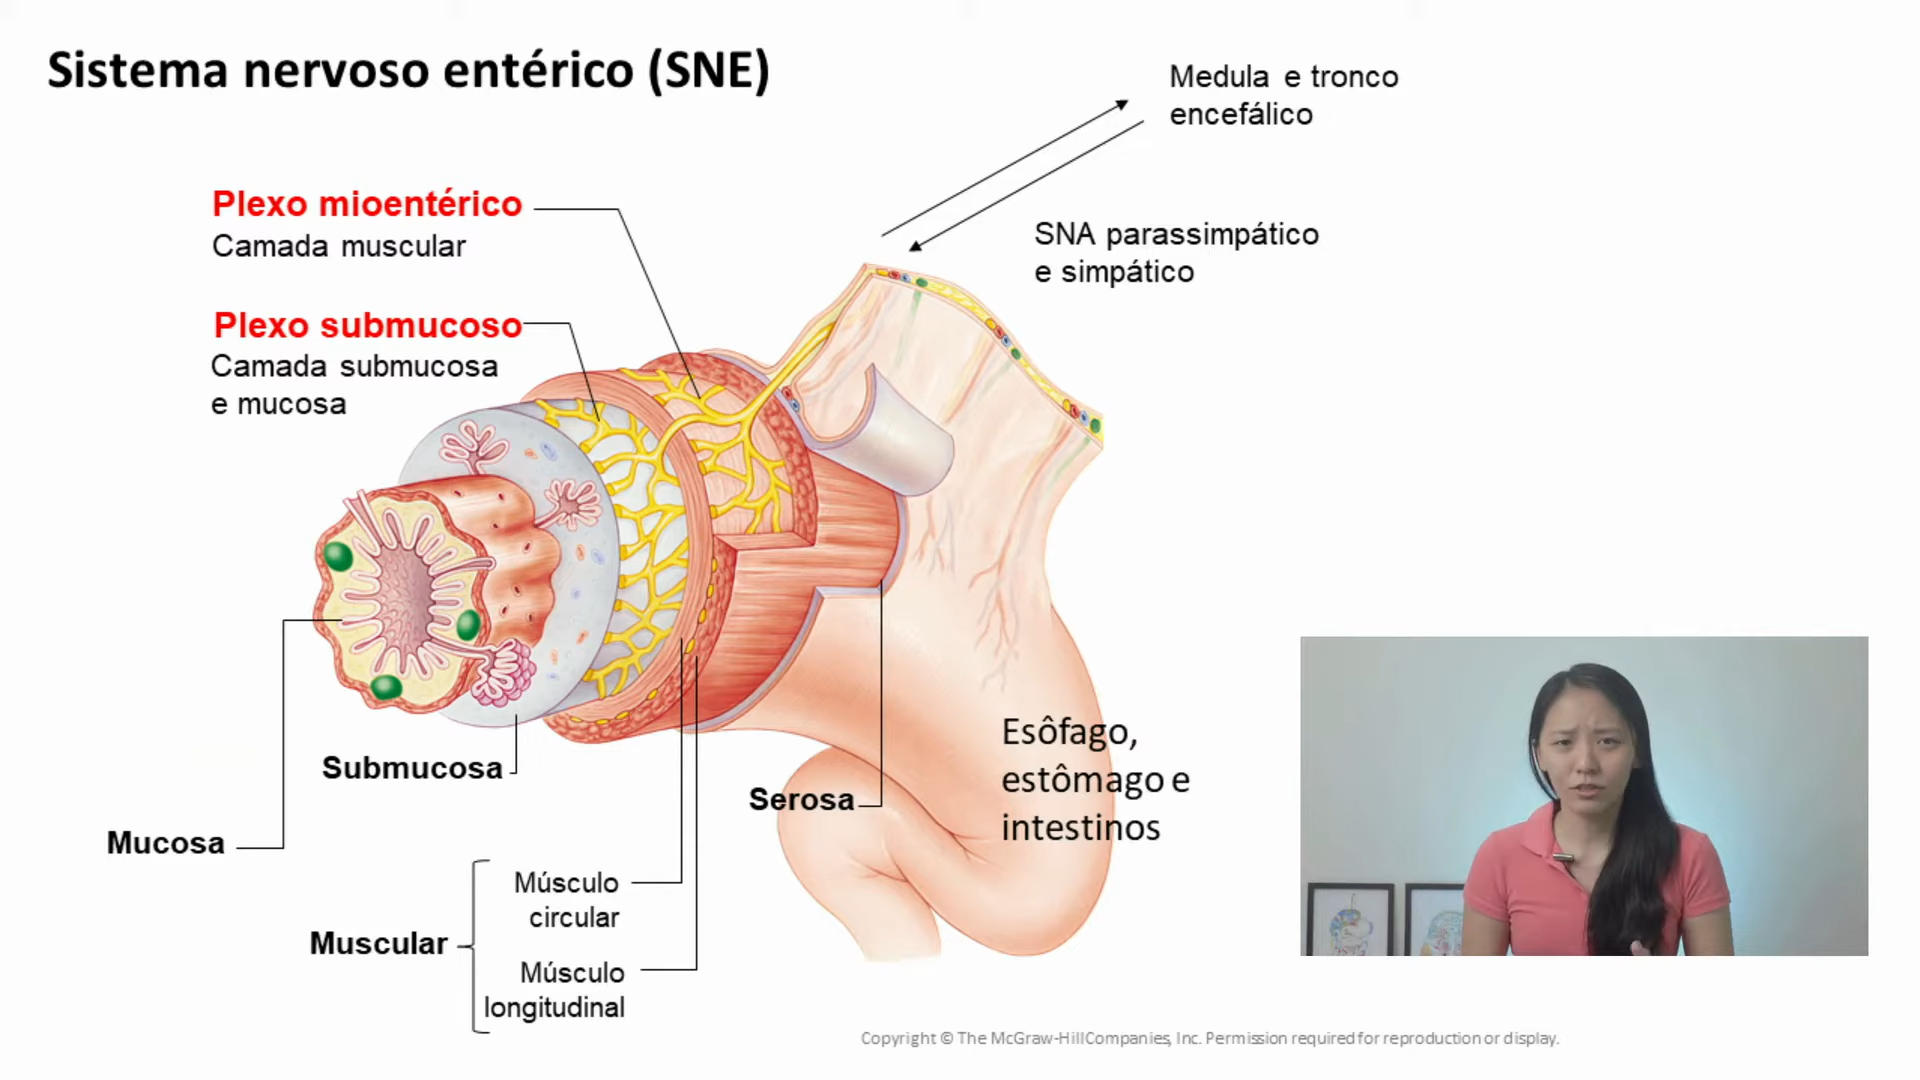 Sistema nervoso entérico (SNE)
Medula e tronco
encefálico
Plexo mioentérico
Camada muscular
SNA parassimpático
e simpático
Plexo submucoso
Camada submucosa
e mucosa
Esôfago,
estômago e
intestinos
Submucosa
Serosa
Mucosa
Muscular
Músculo
circular
Músculo
longitudinal
Copyright © The McGraw-HillCompanies, Inc. Permission required for reproduction or display.